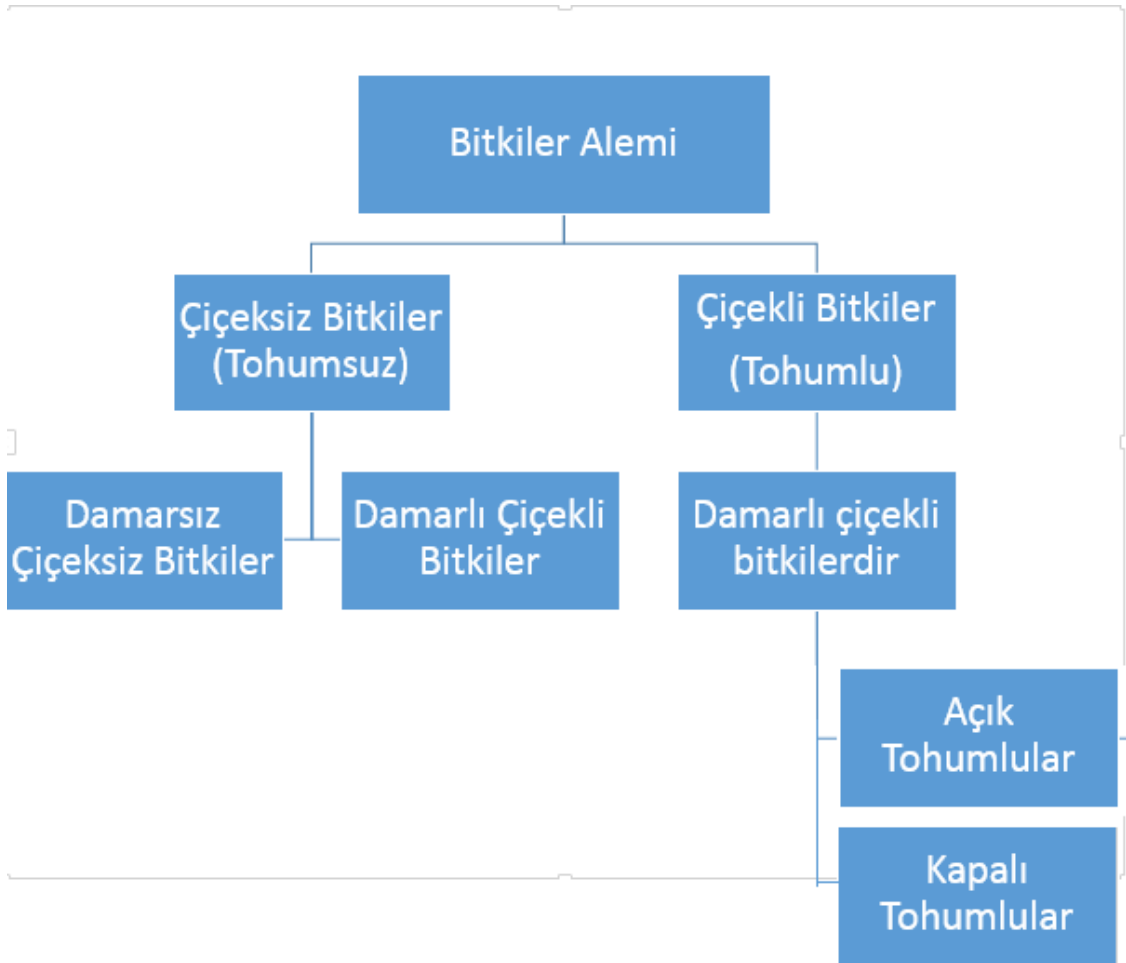 Bitkiler Alemi
Çiçeksiz Bitkiler
(Tohumsuz)
Çiçekli Bitkiler
(Tohumlu)
Damarsız
Çiçeksiz Bitkiler
Damarlı Çiçekli
Bitkiler
Damarlı çiçekli
bitkilerdir
Açık
Tohumlular
Kapalı
Tohumlular